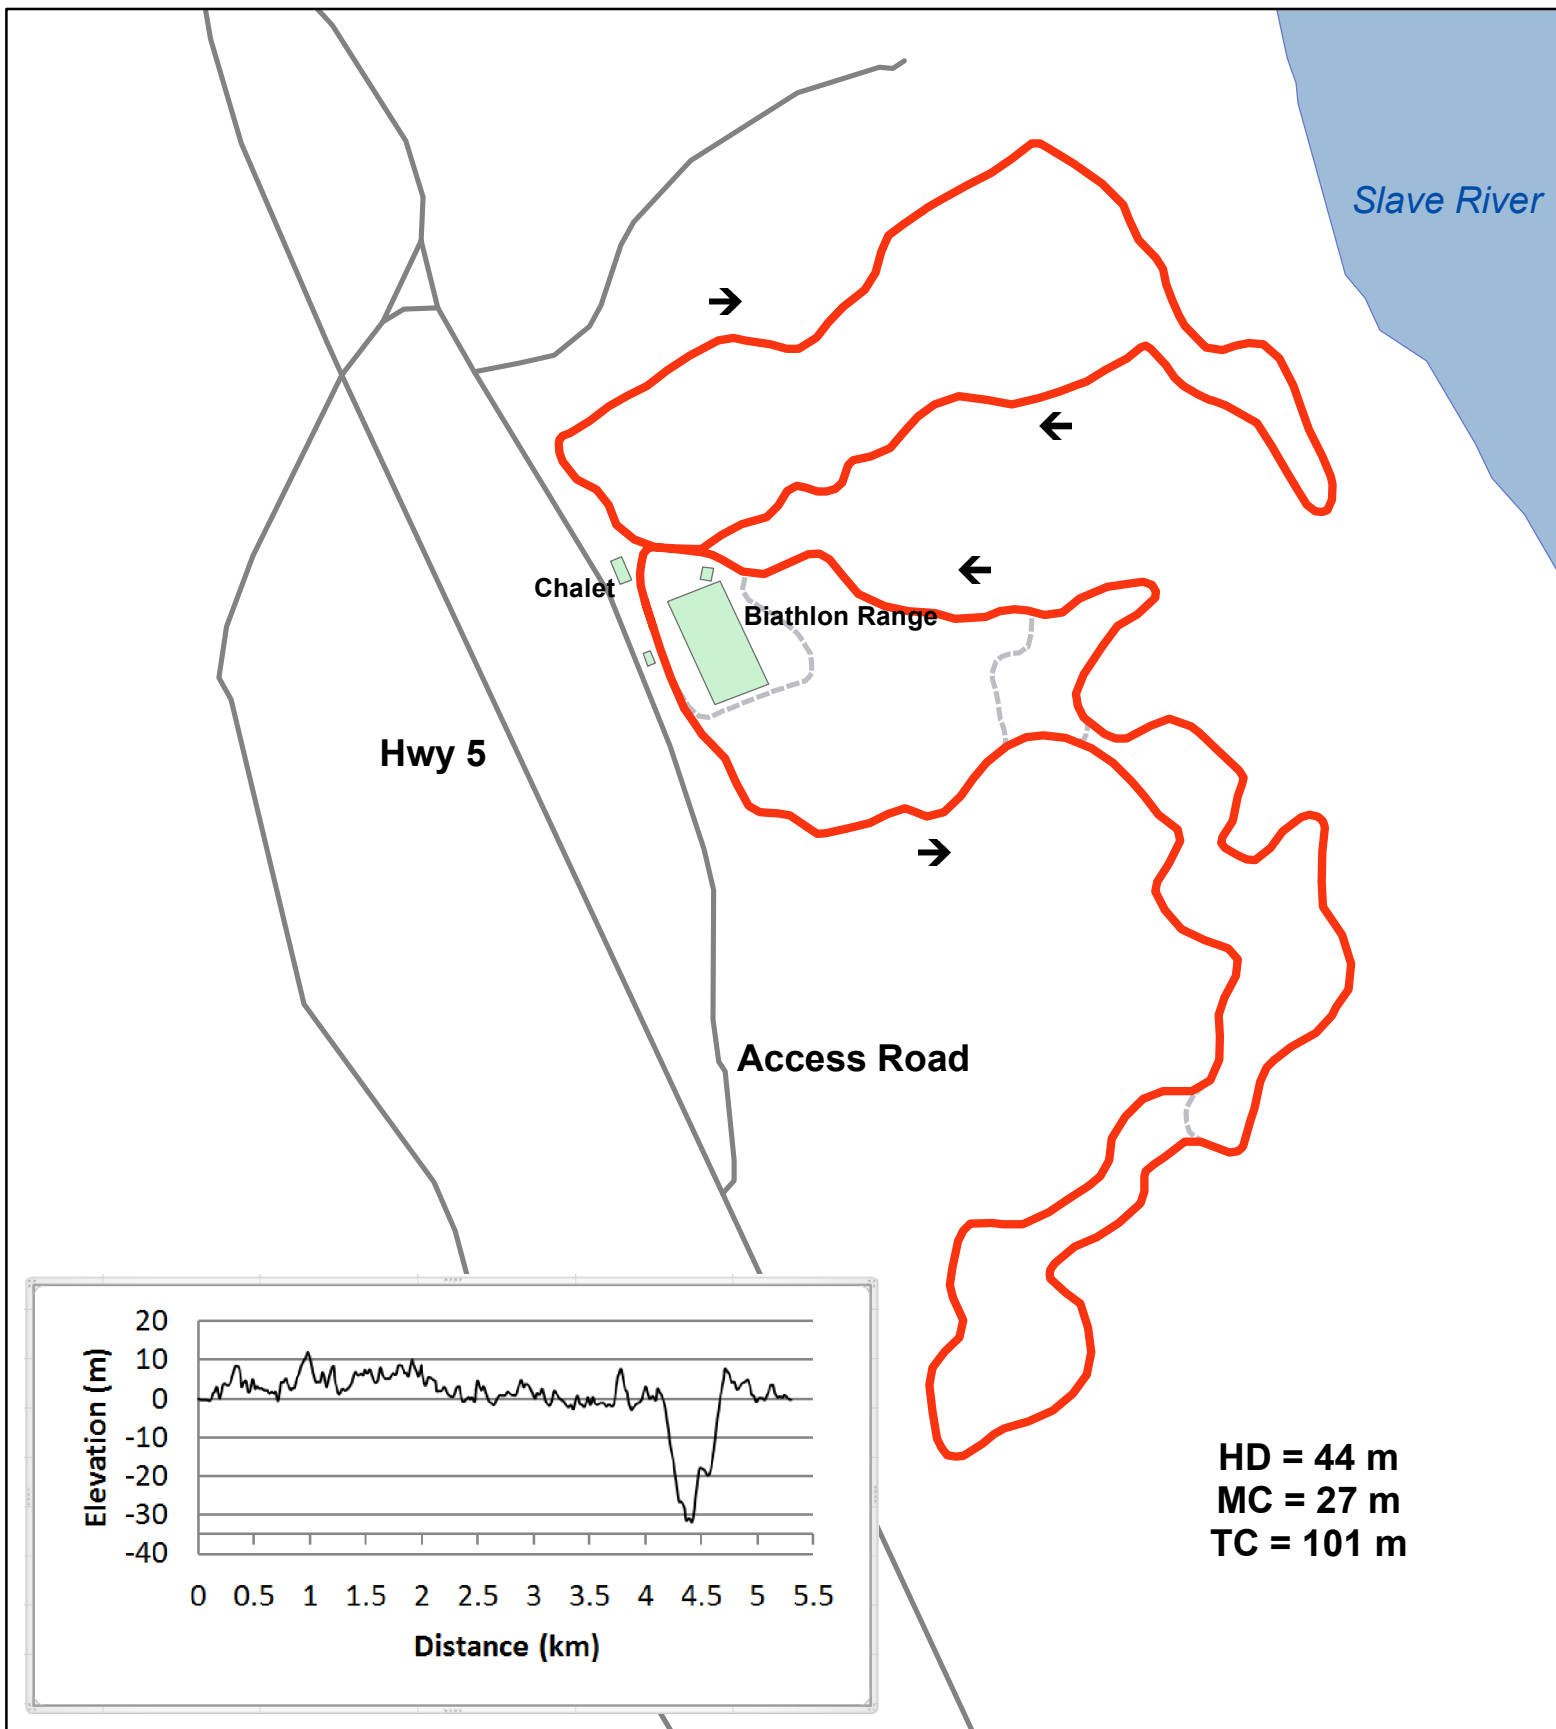 Slave River
Chalet
Biathlon Range
Hwy 5
Access Road
HD = 44 m
MC = 27 m
TC = 101 m
Elevation (m)
20
10
0
-10
-20
-30
-40
0 0.5 1 1.5 2 2.5 3 3.5 4 4.5 5 5.5
Distance (km)